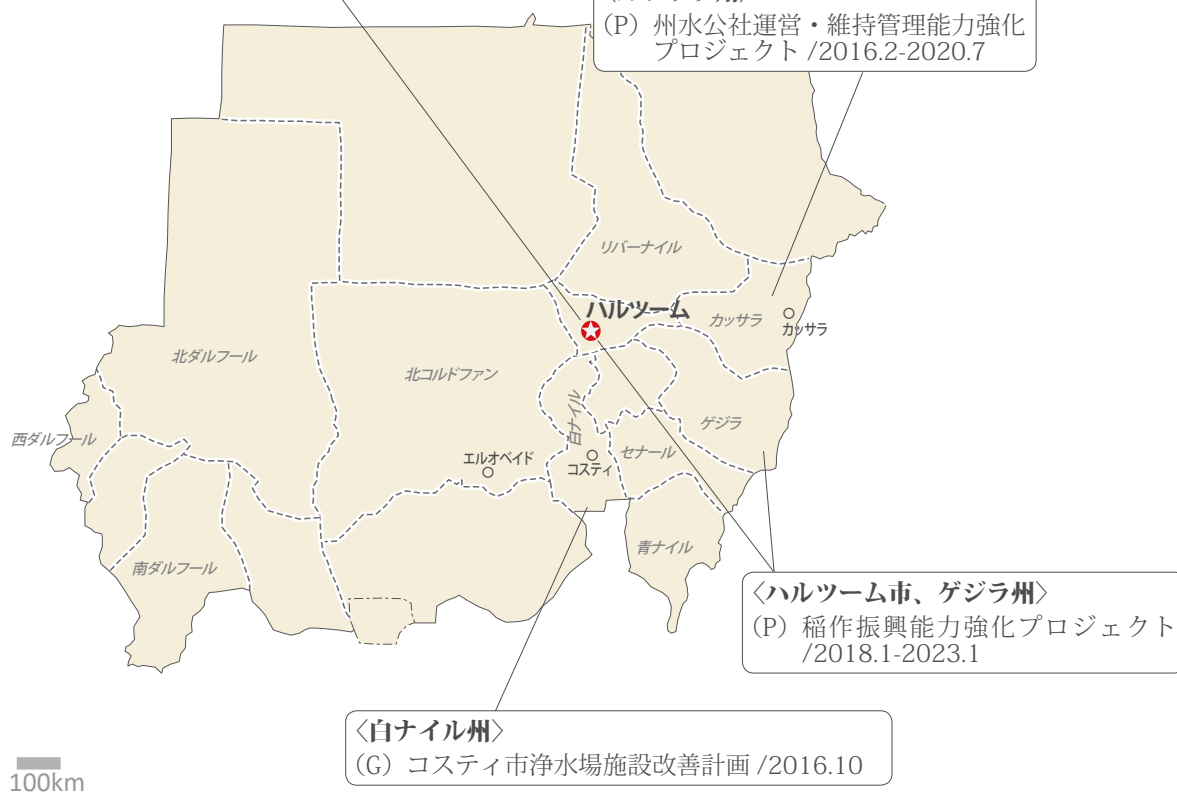 (P) 州水公社運営・維持管理能力強化
プロジェクト /2016.2-2020.7
リバーナイル
ハルツーム
カッサラ
カッサラ
北ダルフール
北コルドファン
白ナイル
ゲジラ
西ダルフール
エルオベイド
コスティ
セナール
青ナイル
南ダルフール
〈ハルツーム市、ゲジラ州〉
(P) 稲作振興能力強化プロジェクト
/2018.1-2023.1
〈白ナイル州〉
(G) コスティ市浄水場施設改善計画 /2016.10
100km